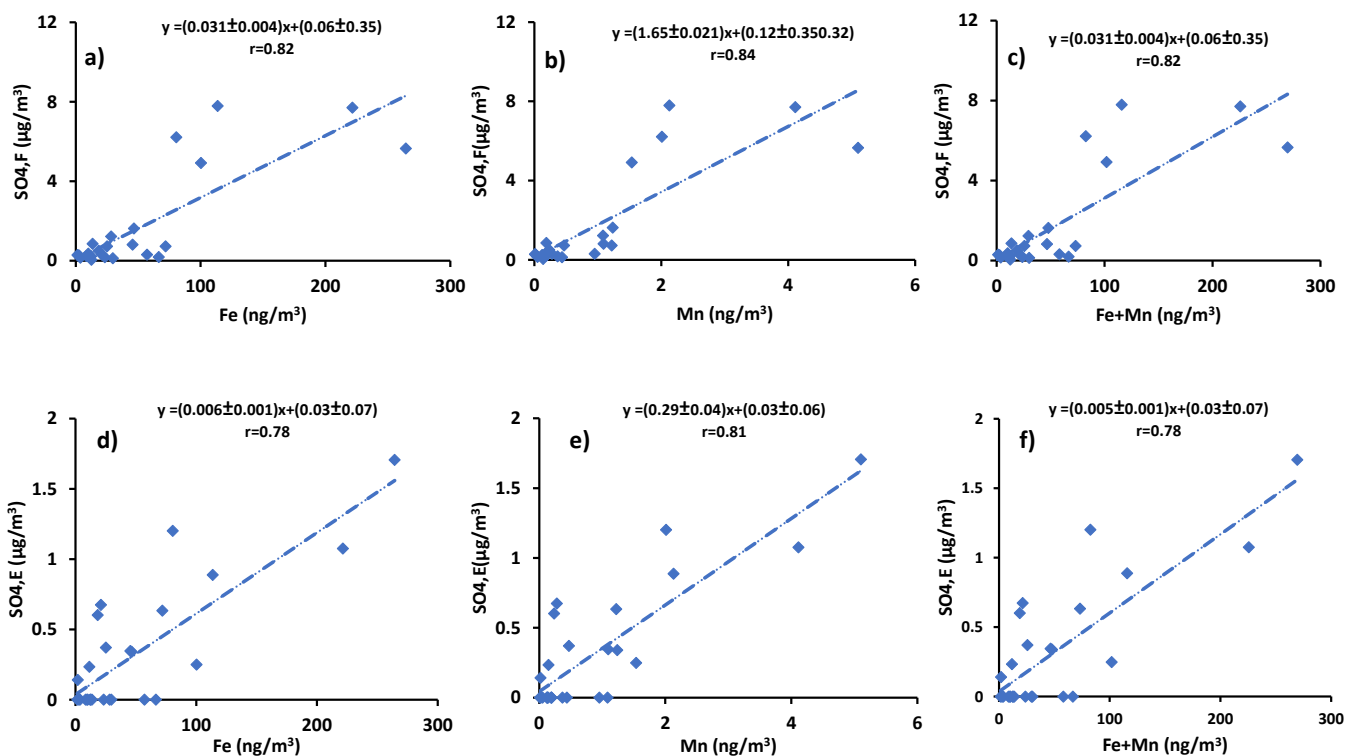 y =(0.031±0.004)x+(0.06±0.35)
r=0.82
a)
SO4,F (µg/m³)
12
8
4
0
0 100 200 300
Fe (ng/m³)
y =(1.65±0.021)x+(0.12±0.350.32)
r=0.84
b)
SO4,F(µg/m³)
12
8
4
0
0 2 4 6
Mn (ng/m³)
y =(0.031±0.004)x+(0.06±0.35)
r=0.82
c)
SO4,F (µg/m³)
12
8
4
0
0 100 200 300
Fe+Mn (ng/m³)
y =(0.006±0.001)x+(0.03±0.07)
r=0.78
d)
SO4,E (µg/m³)
2
1.5
1
0.5
0
0 100 200 300
Fe (ng/m³)
y =(0.29±0.04)x+(0.03±0.06)
r=0.81
e)
SO4,E(µg/m³)
2
1.5
1
0.5
0
0 2 4 6
Mn (ng/m³)
y =(0.005±0.001)x+(0.03±0.07)
r=0.78
f)
SO4,E (µg/m³)
2
1.5
1
0.5
0
0 100 200 300
Fe+Mn (ng/m³)